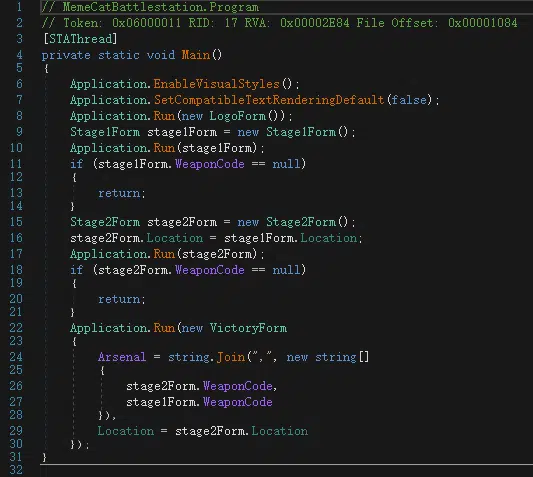 1 // MemeCatBattlestation.Program
2 // Token: 0x06000011 RID: 17 RVA: 0x00002E84 File Offset: 0x00001084
3 [STAThread]
4 private static void Main()
5 {
6 Application.EnableVisualStyles();
7 Application.SetCompatibleTextRenderingDefault(false);
8 Application.Run(new LogoForm());
9 Stage1Form stage1Form = new Stage1Form();
10 Application.Run(stage1Form);
11 if (stage1Form.WeaponCode == null)
12 {
13 return;
14 }
15 Stage2Form stage2Form = new Stage2Form();
16 stage2Form.Location = stage1Form.Location;
17 Application.Run(stage2Form);
18 if (stage2Form.WeaponCode == null)
19 {
20 return;
21 }
22 Application.Run(new VictoryForm
23 {
24 Arsenal = string.Join(",", new string[]
25 {
26 stage2Form.WeaponCode,
27 stage1Form.WeaponCode
28 }),
29 Location = stage2Form.Location
30 });
31 }
32